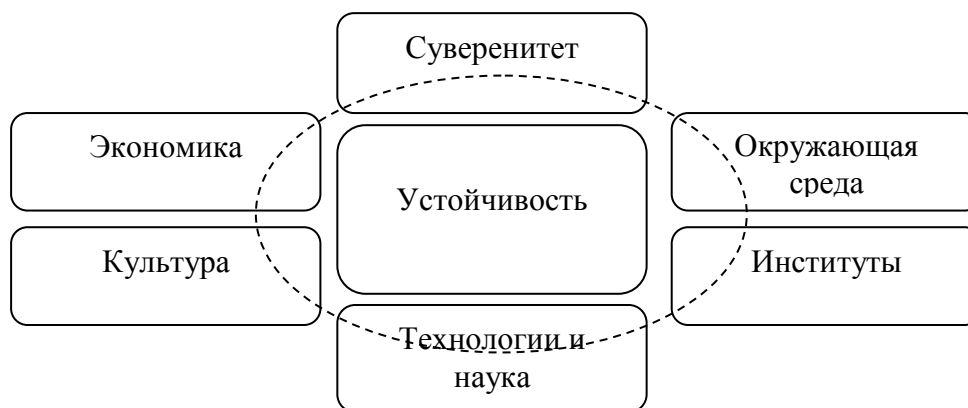 Суверенитет
Экономика
Окружающая
среда
Устойчивость
Культура
Институты
Технологии и
наука